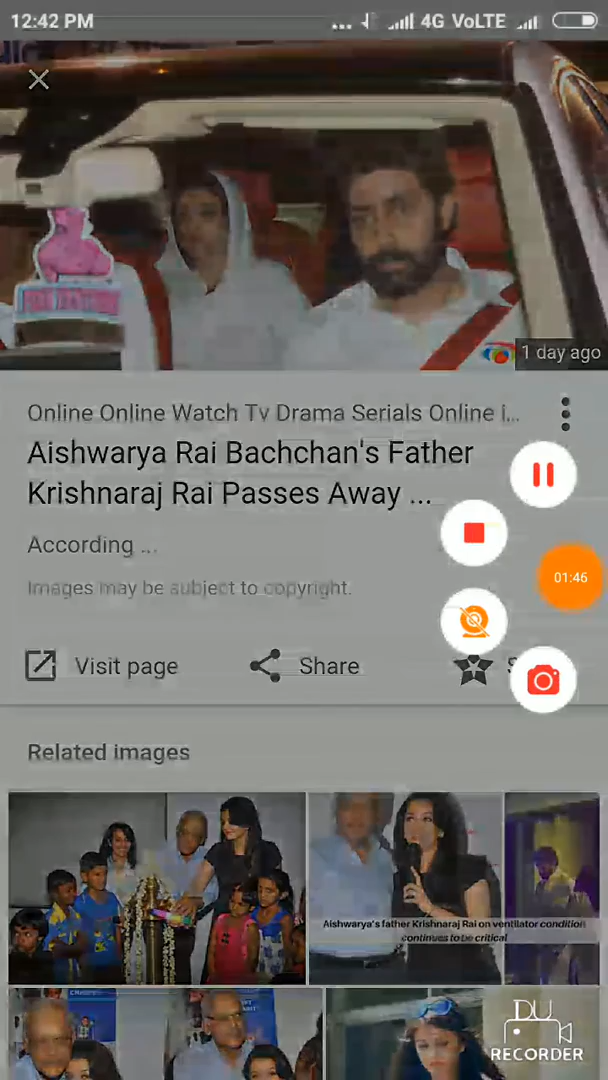 12:42 PM ... 4G VoLTE
1 day ago
Online Online Watch Tv Drama Serials Online i...
Aishwarya Rai Bachchan's Father
Krishnaraj Rai Passes Away ...
According ...
Images may be subject to copyright.
01:46
Visit page
Share
S
Related images
Aishwarya's father Krishnaraj Rai on ventilator condition
continues to be critical
DU
RECORDER